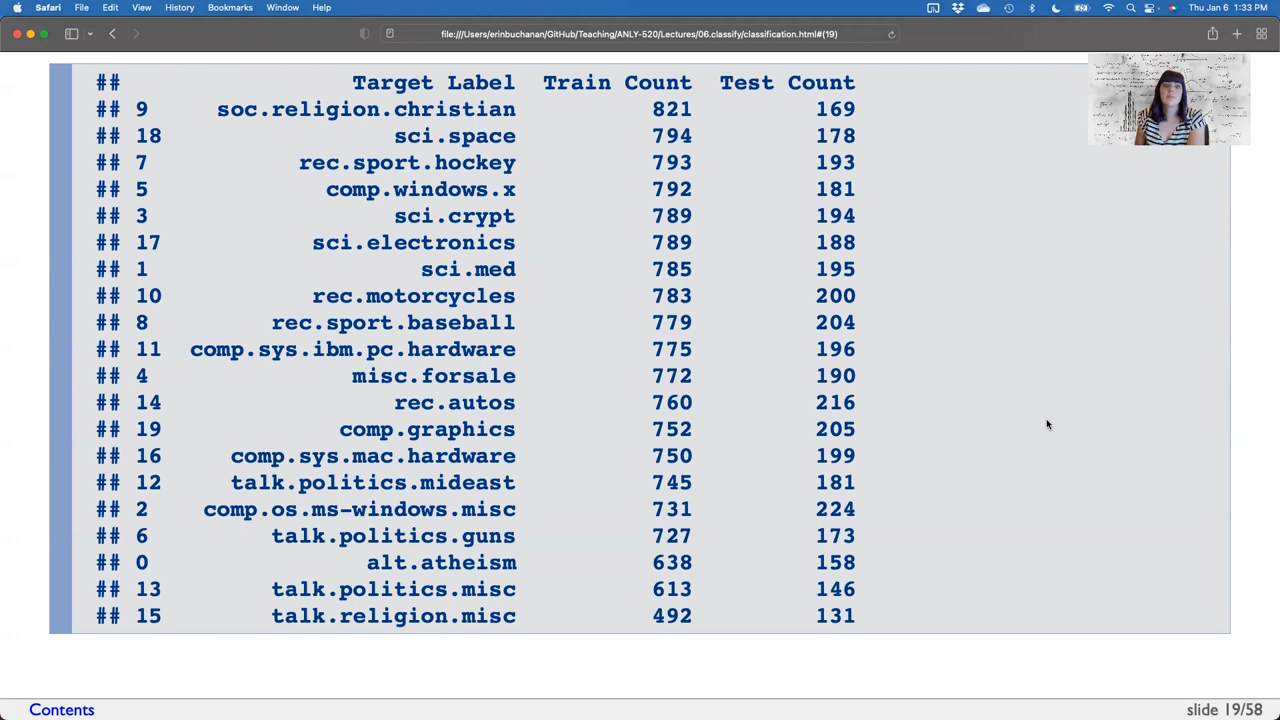 Safari File Edit View History Bookmarks Window Help Thu Jan 6 1:33 PM
file:///Users/erinbuchanan/GitHub/Teaching/ANLY-520/Lectures/06.classify/classification.html#(19)
## Target Label Train Count Test Count
## 9 soc.religion.christian 821 169
## 18 sci.space 794 178
## 7 rec.sport.hockey 793 193
## 5 comp.windows.x 792 181
## 3 sci.crypt 789 194
## 17 sci.electronics 789 188
## 1 sci.med 785 195
## 10 rec.motorcycles 783 200
## 8 rec.sport.baseball 779 204
## 11 comp.sys.ibm.pc.hardware 775 196
## 4 misc.forsale 772 190
## 14 rec.autos 760 216
## 19 comp.graphics 752 205
## 16 comp.sys.mac.hardware 750 199
## 12 talk.politics.mideast 745 181
## 2 comp.os.ms-windows.misc 731 224
## 6 talk.politics.guns 727 173
## 0 alt.atheism 638 158
## 13 talk.politics.misc 613 146
## 15 talk.religion.misc 492 131
Contents slide 19/58